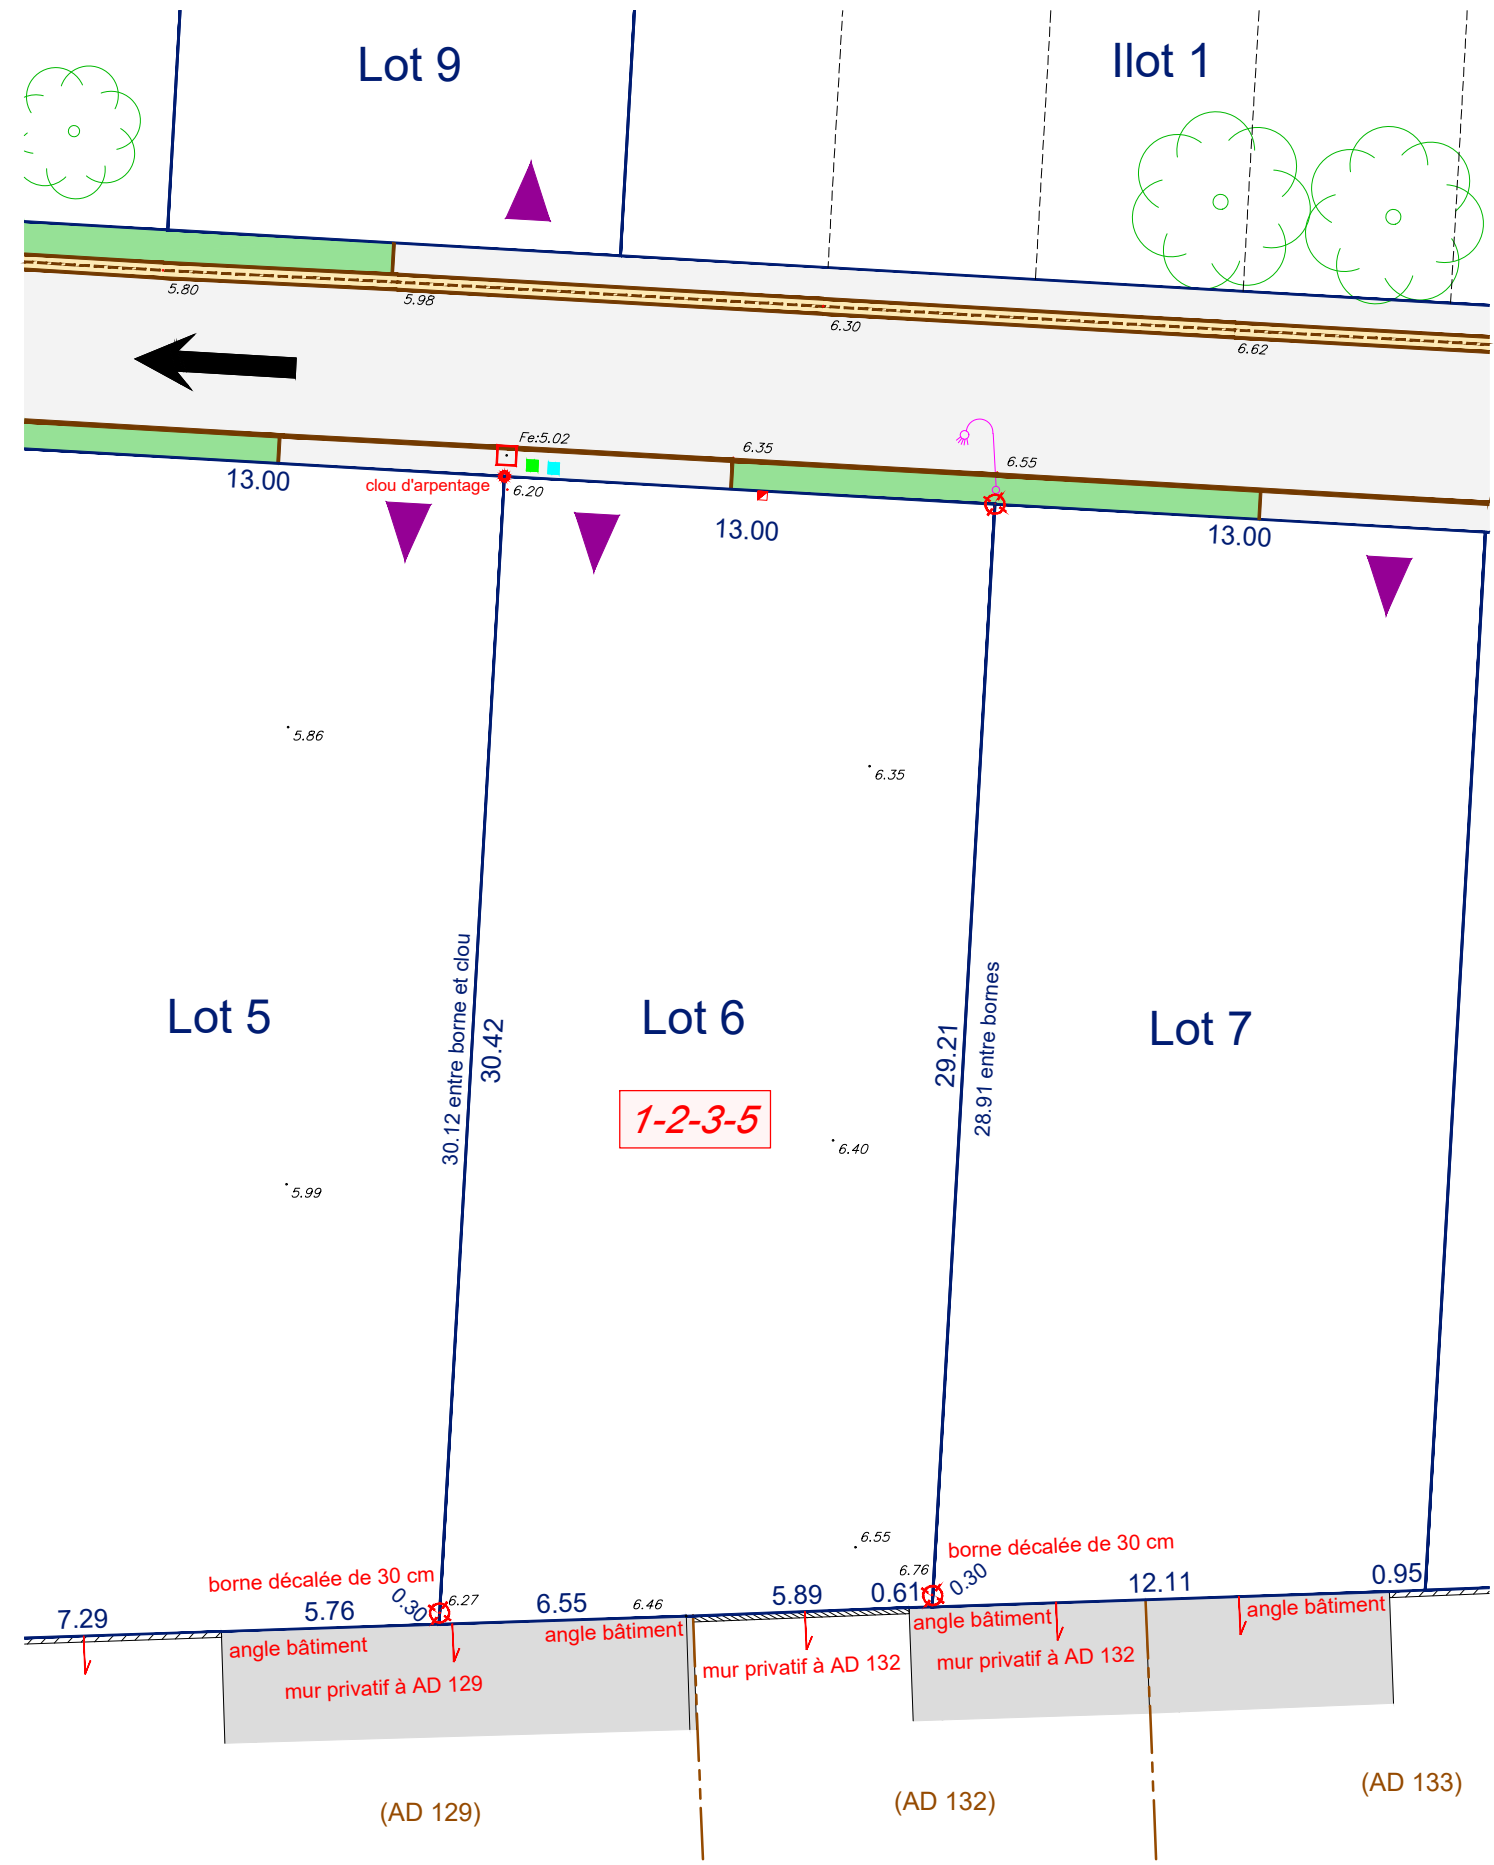 Lot 9
Ilot 1
5.80
5.98
6.30
6.62
Fe:5.02
6.35
6.55
13.00
clou d'arpentage
6.20
13.00
13.00
5.86
6.35
30.12 entre borne et clou
30.42
29.21
28.91 entre bornes
Lot 5
Lot 6
Lot 7
1-2-3-5
6.40
5.99
6.55
borne décalée de 30 cm
6.76
borne décalée de 30 cm
0.30
6.27
0.30
7.29
5.76
6.55
6.46
5.89
0.61
12.11
0.95
angle bâtiment
angle bâtiment
angle bâtiment
angle bâtiment
mur privatif à AD 129
mur privatif à AD 132
mur privatif à AD 132
(AD 129)
(AD 132)
(AD 133)